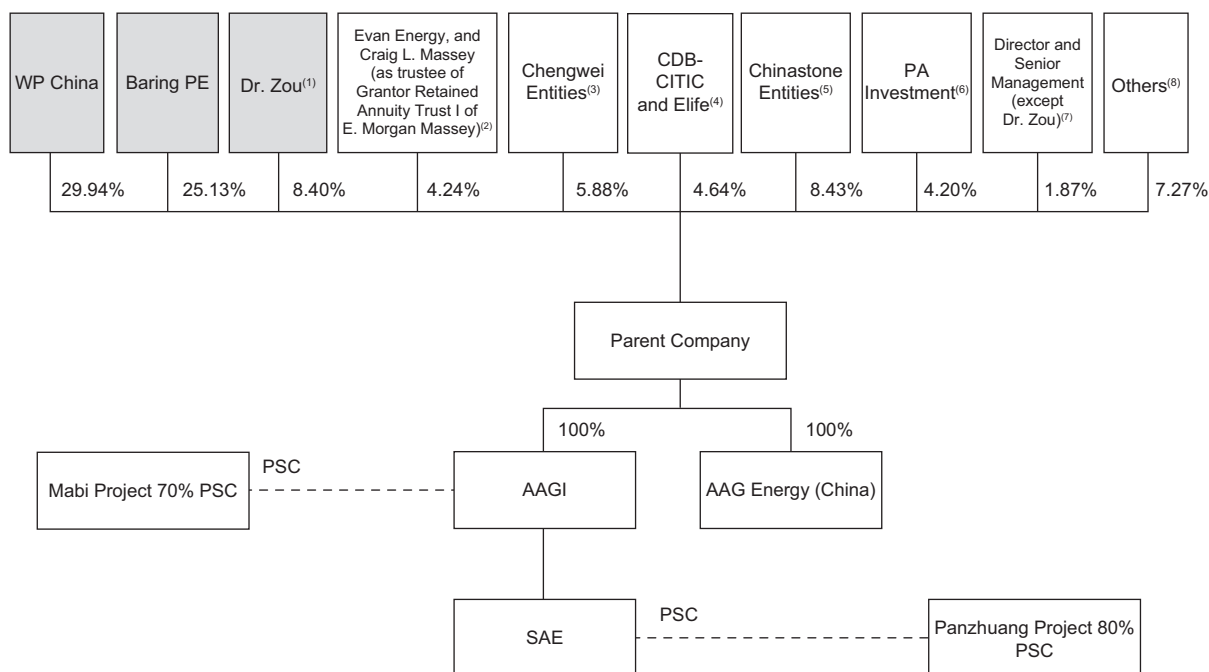 WP China
Baring PE
Dr. Zou(1)
Evan Energy, and
Craig L. Massey
(as trustee of
Grantor Retained
Annuity Trust I of
E. Morgan Massey)(2)
Chengwei
Entities(3)
CDB-
CITIC
and Elife(4)
Chinastone
Entities(5)
PA
Investment(6)
Director and
Senior
Management
(except
Dr. Zou)(7)
Others(8)
29.94%
25.13%
8.40%
4.24%
5.88%
4.64%
8.43%
4.20%
1.87%
7.27%
Parent Company
100%
100%
Mabi Project 70% PSC
PSC
AAGI
AAG Energy (China)
SAE
PSC
Panzhuang Project 80%
PSC